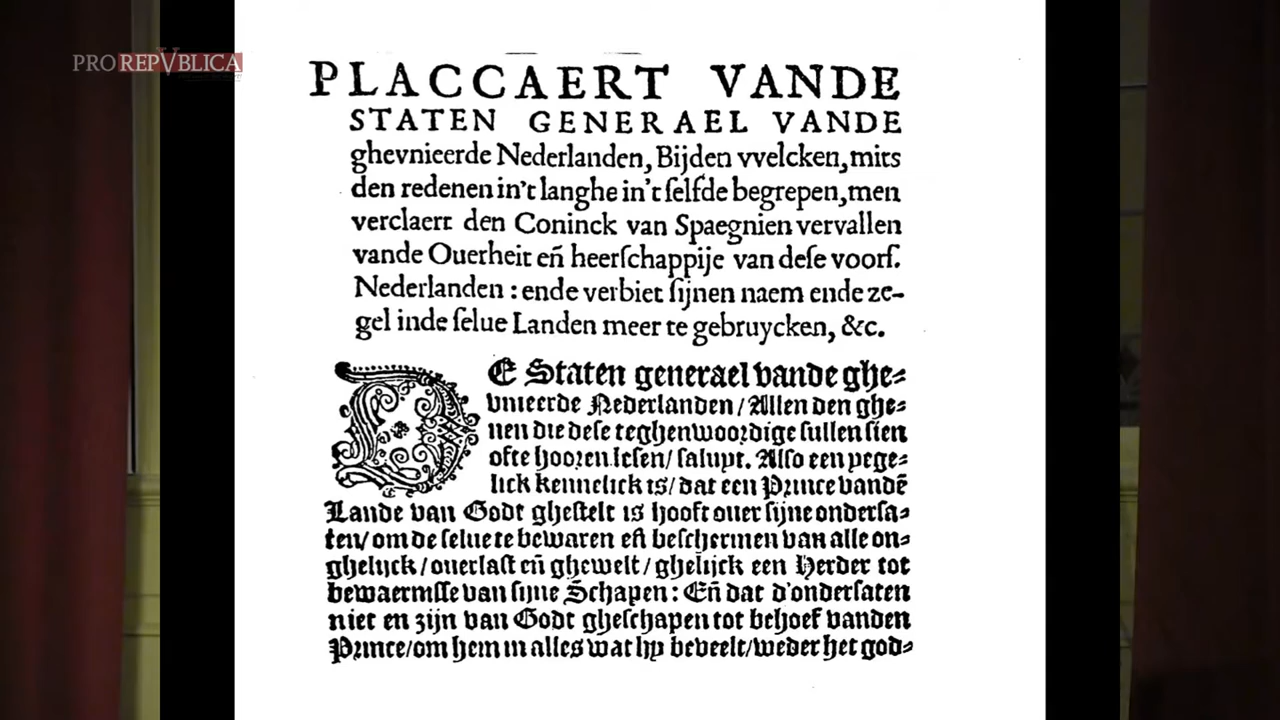 PRO REPVBLICA
PLACCAERT VANDE
STATEN GENERAEL VANDE
ghevnieerde Nederlanden, Bijden vvelcken, mits
den redenen in't langhe in't selfde begrepen, men
verclaert den Coninck van Spaegnien vervallen
vande Ouerheit eñ heerschappije van dese voors.
Nederlanden : ende verbiet sijnen naem ende ze-
gel inde selue Landen meer te gebruycken, &c.
DE Staten generael vande ghe-
vnieerde Nederlanden / Allen den ghe-
nen die dese teghenwoordige sullen sien
ofte hooren lesen / salupt. Also een pege-
lick kennelick is / dat een Prince vandē
Lande van Godt ghestelt is hooft ouer sijne ondersa-
ten / om de selue te bewaren eñ beschermen van alle on-
ghelijck / ouerlast eñ ghewelt / ghelijck een Herder tot
bewaernisse van sijne Schapen : Eñ dat d'ondersaten
niet en zijn van Godt gheschapen tot behoef vanden
Prince / om hem in alles wat hy beveelt / weder het god-